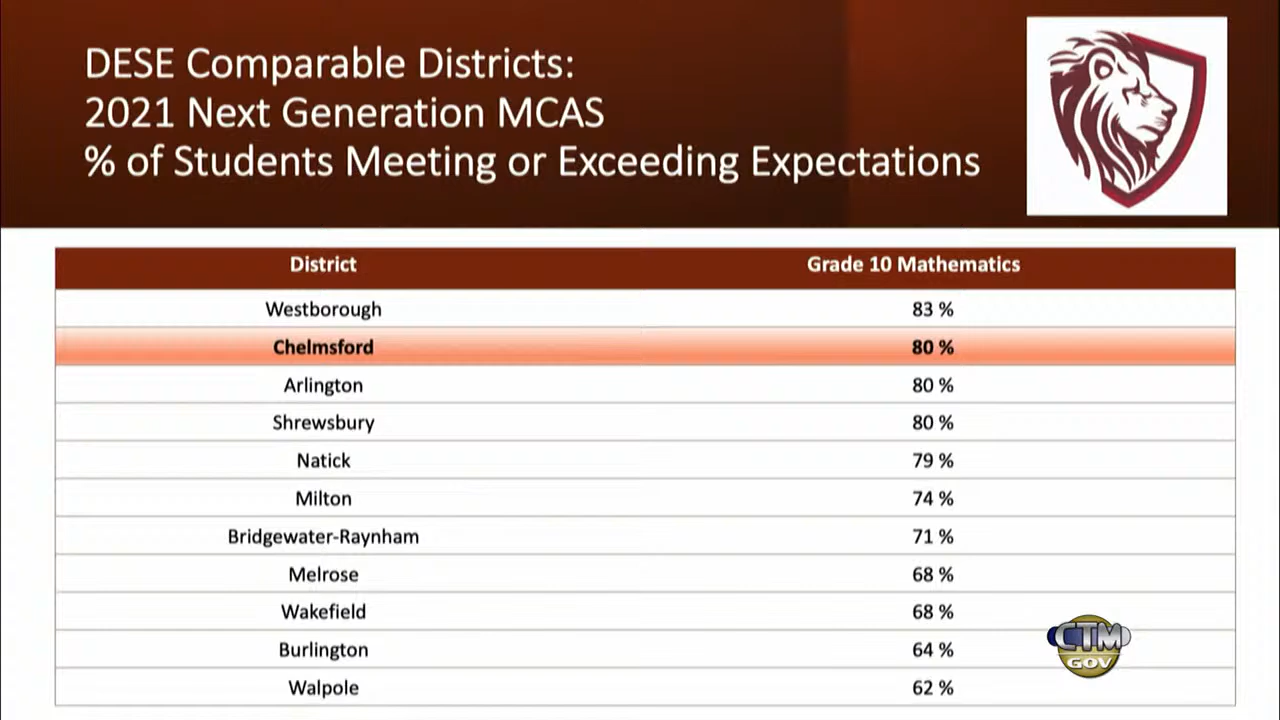 DESE Comparable Districts:
2021 Next Generation MCAS
% of Students Meeting or Exceeding Expectations
District Grade 10 Mathematics
Westborough 83 %
Chelmsford 80 %
Arlington 80 %
Shrewsbury 80 %
Natick 79 %
Milton 74 %
Bridgewater-Raynham 71 %
Melrose 68 %
Wakefield 68 %
Burlington 64 %
Walpole 62 %
CTM
GOV